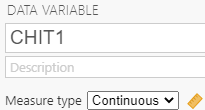 DATA VARIABLE
CHIT1
Description
Measure type Continuous